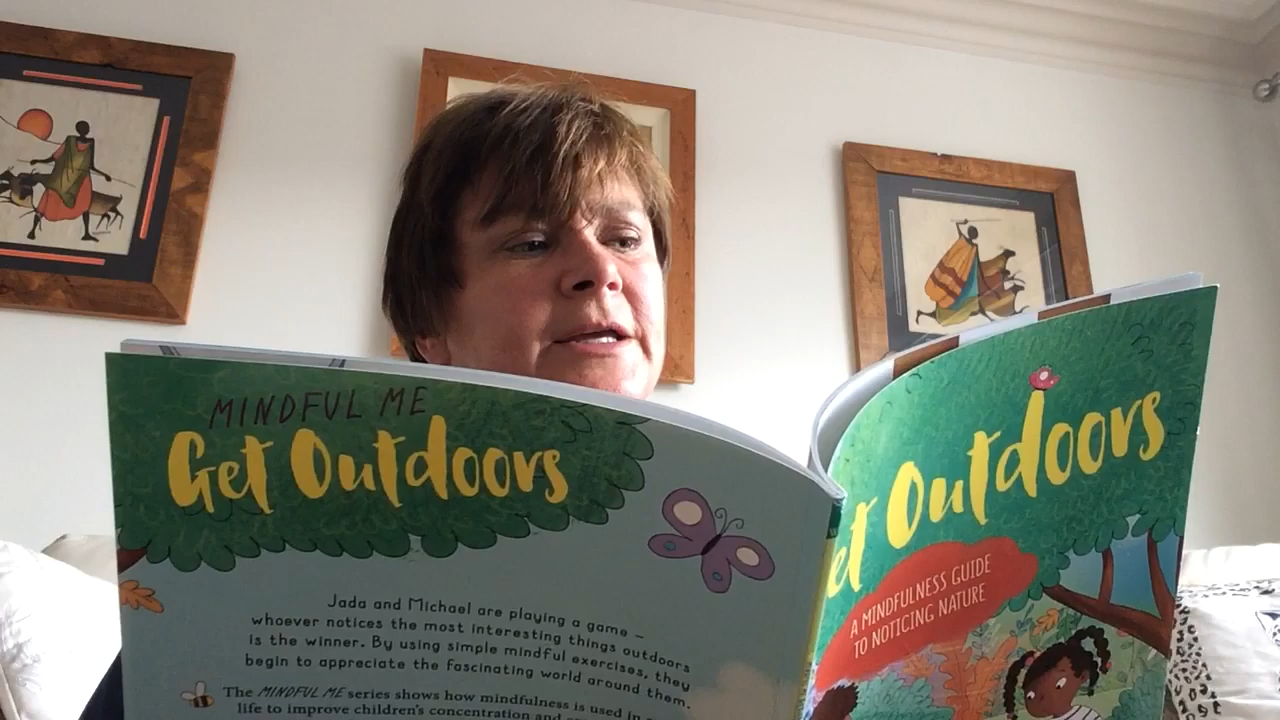 MINDFUL ME
Get Outdoors
Jada and Michael are playing a game –
whoever notices the most interesting things outdoors
is the winner. By using simple mindful exercises, they
begin to appreciate the fascinating world around them.
The MINDFUL ME series shows how mindfulness is used in
life to improve children's concentration and
et Outdoors
A MINDFULNESS GUIDE
TO NOTICING NATURE